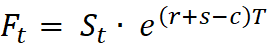 F_t = S_t · e^{(r+s−c)T}